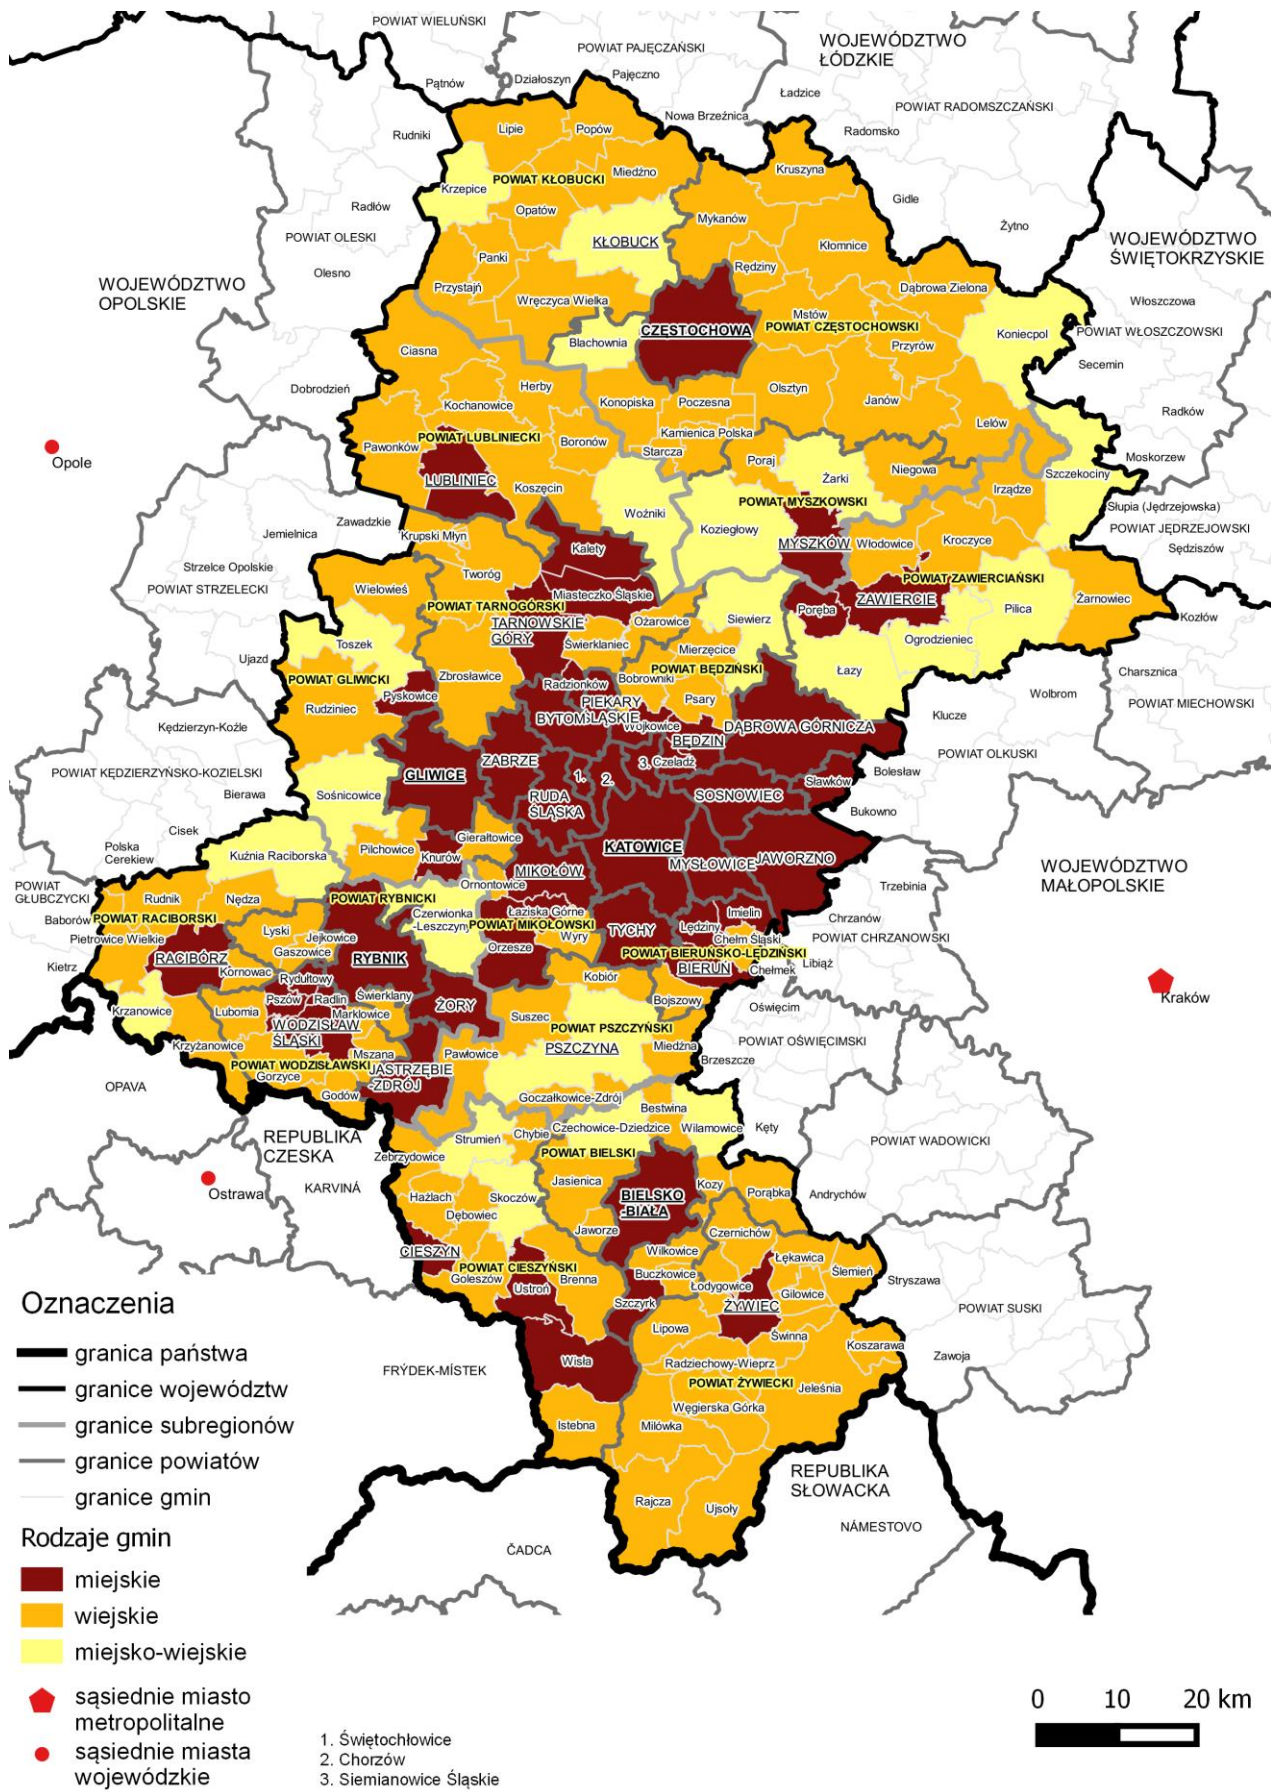 POWIAT WIELUŃSKI
POWIAT PAJĘCZAŃSKI
WOJEWÓDZTWO
ŁÓDZKIE
Pątnów
Działoszyn
Pajęczno
Ładzice
POWIAT RADOMSZCZAŃSKI
Nowa Brzeźnica
Radomsko
Rudniki
Lipie
Popów
Kruszyna
Miedźno
POWIAT KŁOBUCKI
Krzepice
Gidle
Radłów
Opatów
Mykanów
Żytno
POWIAT OLESKI
KŁOBUCK
Kłomnice
WOJEWÓDZTWO
ŚWIĘTOKRZYSKIE
Olesno
Panki
Rędziny
WOJEWÓDZTWO
OPOLSKIE
Przystajń
Dąbrowa Zielona
Wręczyca Wielka
Włoszczowa
Mstów
CZĘSTOCHOWA
POWIAT CZĘSTOCHOWSKI
Koniecpol
POWIAT WŁOSZCZOWSKI
Blachownia
Przyrów
Ciasna
Secemin
Dobrodzień
Herby
Olsztyn
Kochanowice
Konopiska
Poczesna
Janów
Radków
Lelów
POWIAT LUBLINIECKI
Kamienica Polska
Pawonków
Boronów
Starcza
Opole
Poraj
Moskorzew
Niegowa
Szczekociny
LUBLINIEC
Żarki
Koszęcin
Irządze
POWIAT MYSZKOWSKI
Słupia (Jędrzejowska)
Woźniki
Zawadzkie
Koziegłowy
POWIAT JĘDRZEJOWSKI
Jemielnica
Krupski Młyn
Kroczyce
Kalety
MYSZKÓW
Włodowice
Sędziszów
Strzelce Opolskie
Tworóg
POWIAT ZAWIERCIAŃSKI
POWIAT STRZELECKI
Wielowieś
Miasteczko Śląskie
ZAWIERCIE
Żarnowiec
POWIAT TARNOGÓRSKI
Poręba
Pilica
TARNOWSKIE
GÓRY
Ożarowice
Siewierz
Kozłów
Toszek
Świerklaniec
Mierzęcice
Ogrodzieniec
Ujazd
POWIAT BĘDZIŃSKI
Łazy
Charsznica
POWIAT GLIWICKI
Zbrosławice
Bobrowniki
Pyskowice
Radzionków
Wolbrom
Rudziniec
PIEKARY
ŚLĄSKIE
Psary
POWIAT MIECHOWSKI
BYTOM
Klucze
Kędzierzyn-Koźle
Wojkowice
DĄBROWA GÓRNICZA
BĘDZIN
POWIAT OLKUSKI
ZABRZE
3.
Czeladź
POWIAT KĘDZIERZYŃSKO-KOZIELSKI
GLIWICE
1.
2.
Bolesław
Sośnicowice
Sławków
Bierawa
RUDA
ŚLĄSKA
SOSNOWIEC
Bukowno
Cisek
Gierałtowice
Polska
Cerekiew
Pilchowice
KATOWICE
Kuźnia Raciborska
Knurów
MYSŁOWICE
JAWORZNO
WOJEWÓDZTWO
MAŁOPOLSKIE
MIKOŁÓW
Trzebinia
POWIAT
GŁUBCZYCKI
Ornontowice
Rudnik
Nędza
POWIAT RYBNICKI
Baborów
POWIAT RACIBORSKI
Czerwionka
-Leszczyny
Łaziska Górne
Imielin
Chrzanów
POWIAT MIKOŁOWSKI
TYCHY
Lędziny
Lyski
Pietrowice Wielkie
Jejkowice
Wyry
Chełm Śląski
POWIAT CHRZANOWSKI
Orzesze
Gaszowice
POWIAT BIERUŃSKO-LĘDZIŃSKI
RACIBÓRZ
RYBNIK
Libiąż
Kietrz
Kornowac
Rydułtowy
Kobiór
BIERUŃ
Chełmek
Kraków
Pszów
Radlin
Świerklany
ŻORY
Bojszowy
Krzanowice
Lubomia
Marklowice
Suszec
Oświęcim
WODZISŁAW
ŚLĄSKI
POWIAT PSZCZYŃSKI
POWIAT OŚWIĘCIMSKI
Krzyżanowice
PSZCZYNA
Miedźna
Mszana
Pawłowice
POWIAT WODZISŁAWSKI
JASTRZĘBIE
-ZDRÓJ
Brzeszcze
Gorzyce
OPAVA
Godów
Goczałkowice-Zdrój
Bestwina
REPUBLIKA
CZESKA
Strumień
Chybie
Czechowice-Dziedzice
Wilamowice
Kęty
POWIAT WADOWICKI
Zebrzydowice
POWIAT BIELSKI
Ostrawa
KARVINÁ
Hażlach
Skoczów
Jasienica
BIELSKO
-BIAŁA
Kozy
Porąbka
Andrychów
Dębowiec
Jaworze
Czernichów
CIESZYN
Wilkowice
POWIAT CIESZYŃSKI
Łękawica
Goleszów
Brenna
Buczkowice
Ślemień
Stryszawa
Ustroń
Łodygowice
Gilowice
Szczyrk
ŻYWIEC
POWIAT SUSKI
Lipowa
Świnna
Koszarawa
Wisła
Radziechowy-Wieprz
Zawoja
FRÝDEK-MÍSTEK
POWIAT ŻYWIECKI
Jeleśnia
Węgierska Górka
Istebna
Milówka
REPUBLIKA
SŁOWACKA
Rajcza
Ujsoły
NÁMESTOVO
ČADCA
Oznaczenia
granica państwa
granice województw
granice subregionów
granice powiatów
granice gmin
Rodzaje gmin
miejskie
wiejskie
miejsko-wiejskie
sąsiednie miasto
metropolitalne
sąsiednie miasta
wojewódzkie
1. Świętochłowice
2. Chorzów
3. Siemianowice Śląskie
0 10 20 km